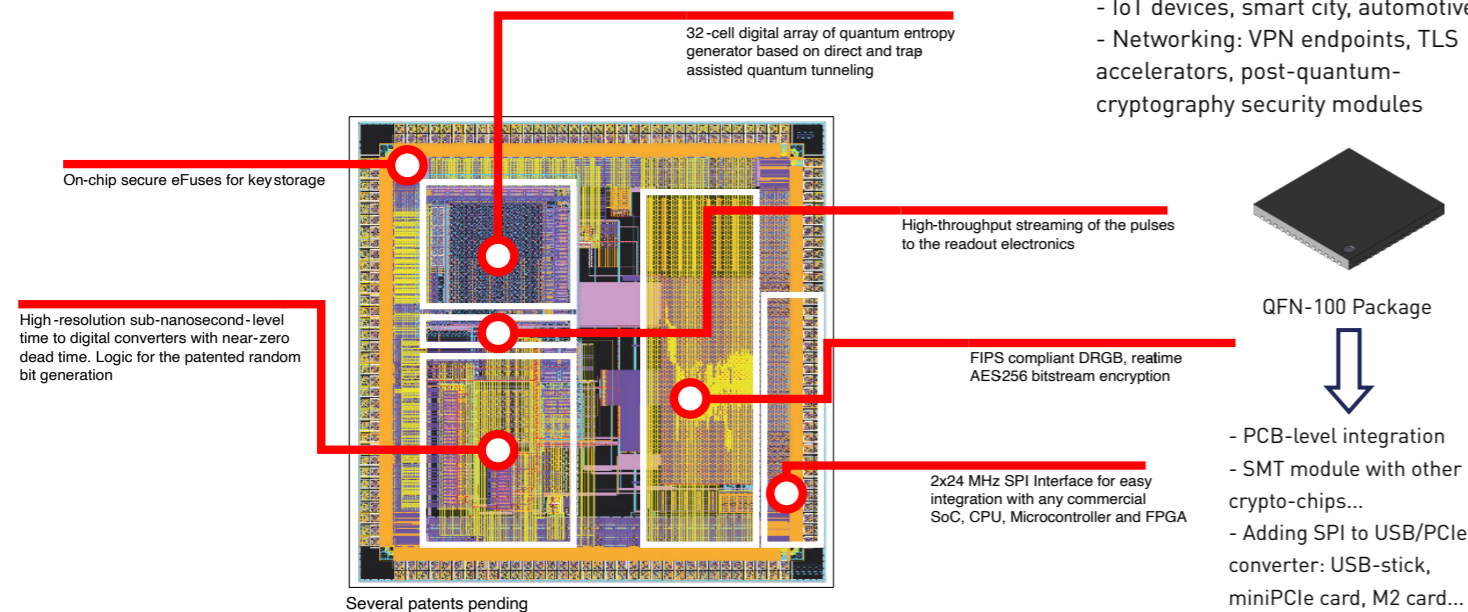 32-cell digital array of quantum entropy
generator based on direct and trap
assisted quantum tunneling
- IoT devices, smart city, automotive
- Networking: VPN endpoints, TLS
accelerators, post-quantum-
cryptography security modules
On-chip secure eFuses for key storage
High-throughput streaming of the pulses
to the readout electronics
QFN-100 Package
High-resolution sub-nanosecond-level
time to digital converters with near-zero
dead time. Logic for the patented random
bit generation
FIPS compliant DRGB, realtime
AES256 bitstream encryption
- PCB-level integration
- SMT module with other
crypto-chips...
- Adding SPI to USB/PCIe
converter: USB-stick,
miniPCIe card, M2 card...
2x24 MHz SPI Interface for easy
integration with any commercial
SoC, CPU, Microcontroller and FPGA
Several patents pending